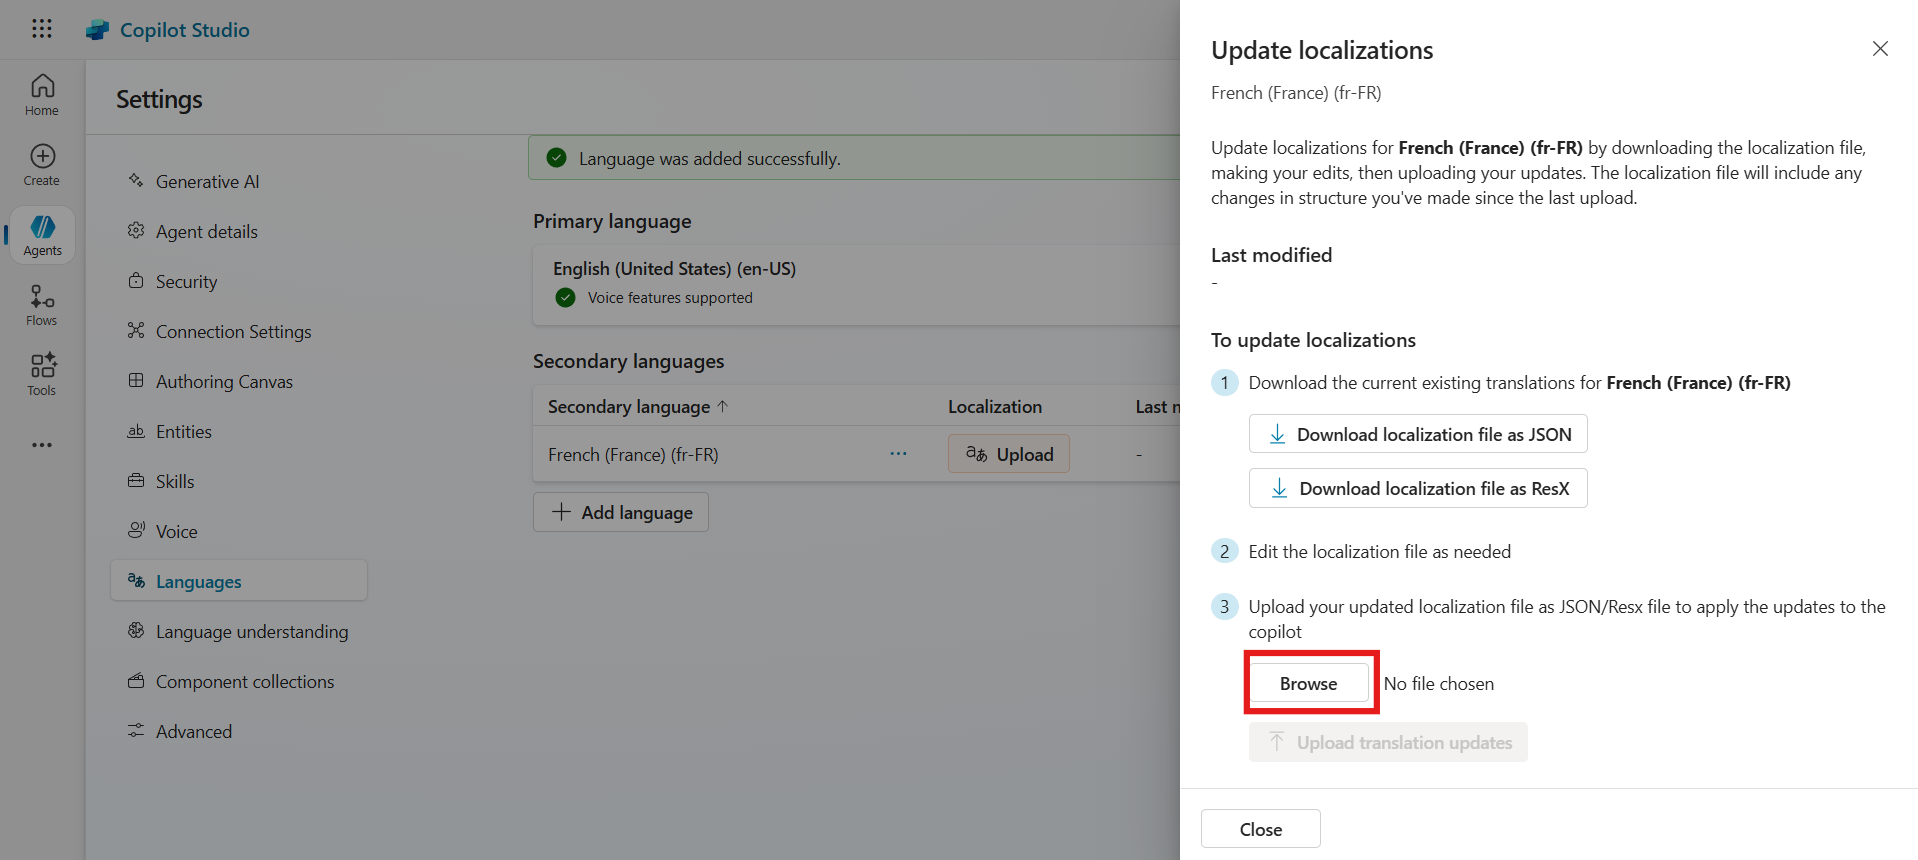 Copilot Studio
Home
Create
Agents
Flows
Tools
Settings
Generative AI
Agent details
Security
Connection Settings
Authoring Canvas
Entities
Skills
Voice
Languages
Language understanding
Component collections
Advanced
Language was added successfully.
Primary language
English (United States) (en-US)
Voice features supported
Secondary languages
Secondary language Localization Last
French (France) (fr-FR) Upload -
Add language
Update localizations
French (France) (fr-FR)
Update localizations for French (France) (fr-FR) by downloading the localization file,
making your edits, then uploading your updates. The localization file will include any
changes in structure you've made since the last upload.
Last modified
-
To update localizations
1 Download the current existing translations for French (France) (fr-FR)
Download localization file as JSON
Download localization file as ResX
2 Edit the localization file as needed
3 Upload your updated localization file as JSON/Resx file to apply the updates to the
copilot
Browse No file chosen
Upload translation updates
Close